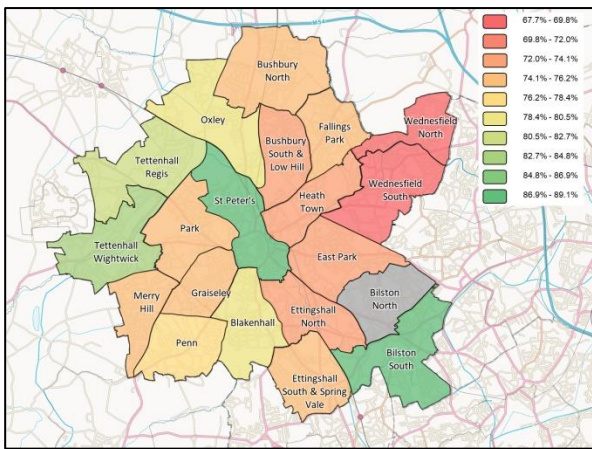 67.7% - 69.8%
69.8% - 72.0%
72.0% - 74.1%
74.1% - 76.2%
76.2% - 78.4%
78.4% - 80.5%
80.5% - 82.7%
82.7% - 84.8%
84.8% - 86.9%
86.9% - 89.1%
Bushbury
North
Oxley
Bushbury
South &
Low Hill
Fallings
Park
Wednesfield
North
Tettenhall
Regis
St Peter's
Heath
Town
Wednesfield
South
Park
Tettenhall
Wightwick
East Park
Merry
Hill
Graiseley
Bilston
North
Blakenhall
Ettingshall
North
Penn
Bilston
South
Ettingshall
South & Spring
Vale